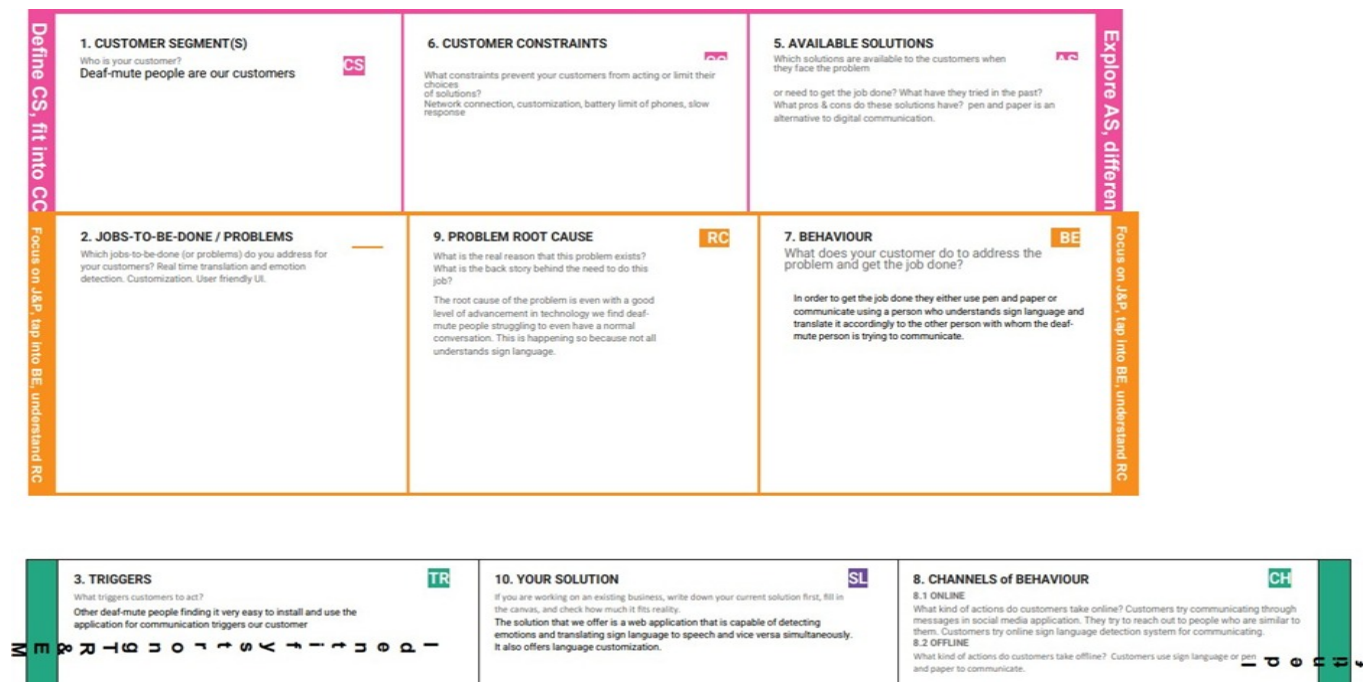 Define CS, fit into CC
1. CUSTOMER SEGMENT(S)
Who is your customer?
Deaf-mute people are our customers
CS
6. CUSTOMER CONSTRAINTS
What constraints prevent your customers from acting or limit their
choices
of solutions?
Network connection, customization, battery limit of phones, slow
response
5. AVAILABLE SOLUTIONS
Which solutions are available to the customers when
they face the problem
AS
or need to get the job done? What have they tried in the past?
What pros & cons do these solutions have? pen and paper is an
alternative to digital communication.
Explore AS, differen
Focus on J&P, tap into BE, understand RC
2. JOBS-TO-BE-DONE / PROBLEMS
Which jobs-to-be-done (or problems) do you address for
your customers? Real time translation and emotion
detection. Customization. User friendly UI.
9. PROBLEM ROOT CAUSE
RC
What is the real reason that this problem exists?
What is the back story behind the need to do this
job?
The root cause of the problem is even with a good
level of advancement in technology we find deaf-
mute people struggling to even have a normal
conversation. This is happening so because not all
understands sign language.
7. BEHAVIOUR
BE
What does your customer do to address the
problem and get the job done?
In order to get the job done they either use pen and paper or
communicate using a person who understands sign language and
translate it accordingly to the other person with whom the deaf-
mute person is trying to communicate.
Focus on J&P, tap into BE, understand RC
3. TRIGGERS
TR
What triggers customers to act?
Other deaf-mute people finding it very easy to install and use the
application for communication triggers our customer
Identify strong TR & EM
10. YOUR SOLUTION
SL
If you are working on an existing business, write down your current solution first, fill in
the canvas, and check how much it fits reality.
The solution that we offer is a web application that is capable of detecting
emotions and translating sign language to speech and vice versa simultaneously.
It also offers language customization.
8. CHANNELS of BEHAVIOUR
CH
8.1 ONLINE
What kind of actions do customers take online? Customers try communicating through
messages in social media application. They try to reach out to people who are similar to
them. Customers try online sign language detection system for communicating.
8.2 OFFLINE
What kind of actions do customers take offline? Customers use sign language or pen
and paper to communicate.